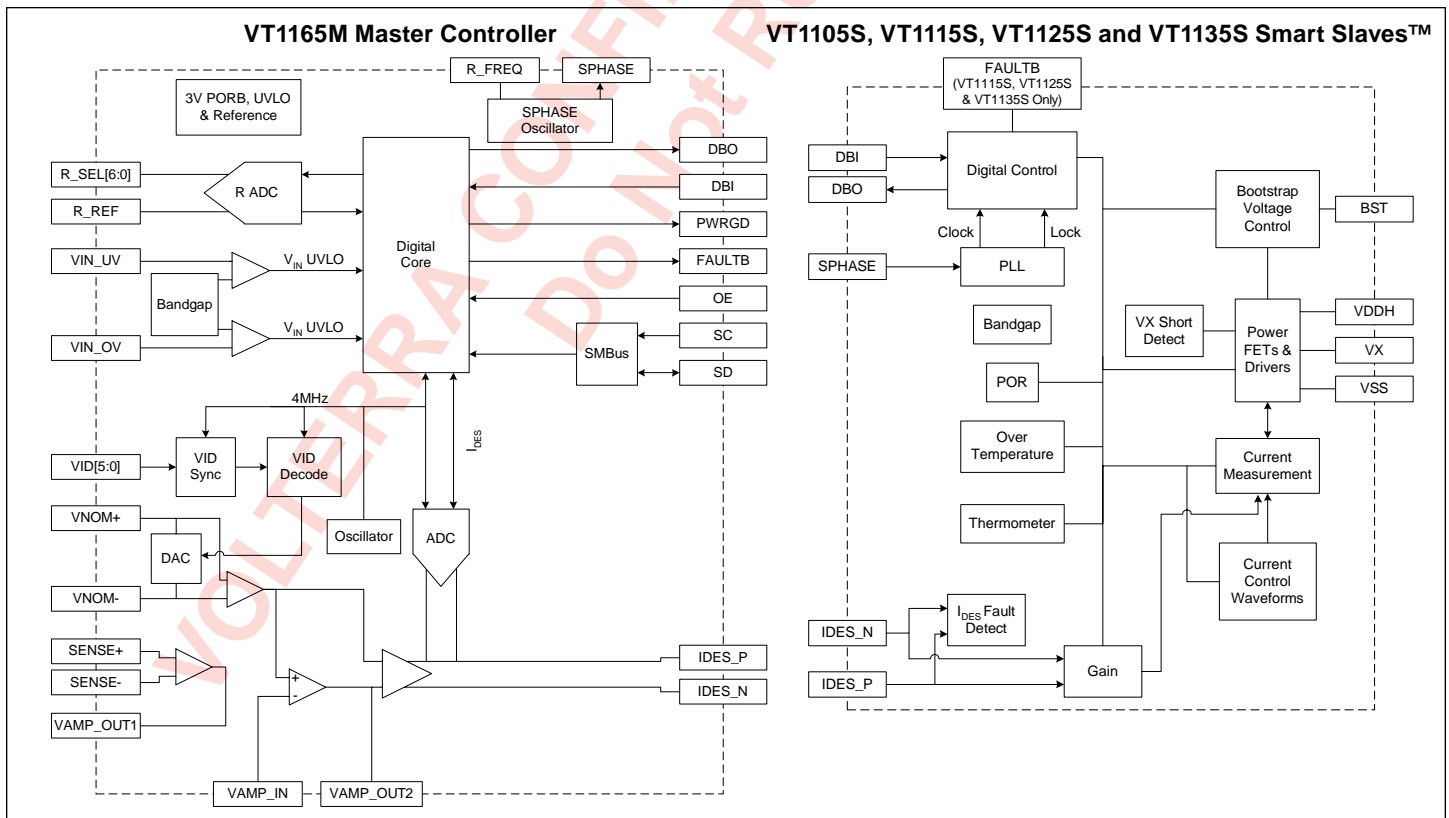 VT1165M Master Controller
R_FREQ
SPHASE
3V PORB, UVLO
& Reference
SPHASE
Oscillator
R_SEL[6:0]
R_REF
R ADC
VIN_UV
VIN_OV
Bandgap
VIN UVLO
VIN UVLO
Digital
Core
DBO
DBI
PWRGD
FAULTB
OE
SC
SD
SMBus
4MHz
IDES
VID[5:0]
VID
Sync
VID
Decode
VNOM+
DAC
VNOM-
Oscillator
ADC
SENSE+
SENSE-
VAMP_OUT1
+
-
IDES_P
IDES_N
VAMP_IN
VAMP_OUT2
VT1105S, VT1115S, VT1125S and VT1135S Smart Slaves™
FAULTB
(VT1115S, VT1125S
& VT1135S Only)
DBI
DBO
Digital Control
Clock
Lock
SPHASE
PLL
Bootstrap
Voltage
Control
BST
Bandgap
VX Short
Detect
Power
FETs &
Drivers
VDDH
VX
VSS
POR
Over
Temperature
Current
Measurement
Thermometer
Current
Control
Waveforms
IDES Fault
Detect
IDES_N
IDES_P
Gain
VOLTERRA CONFI
Do Not R